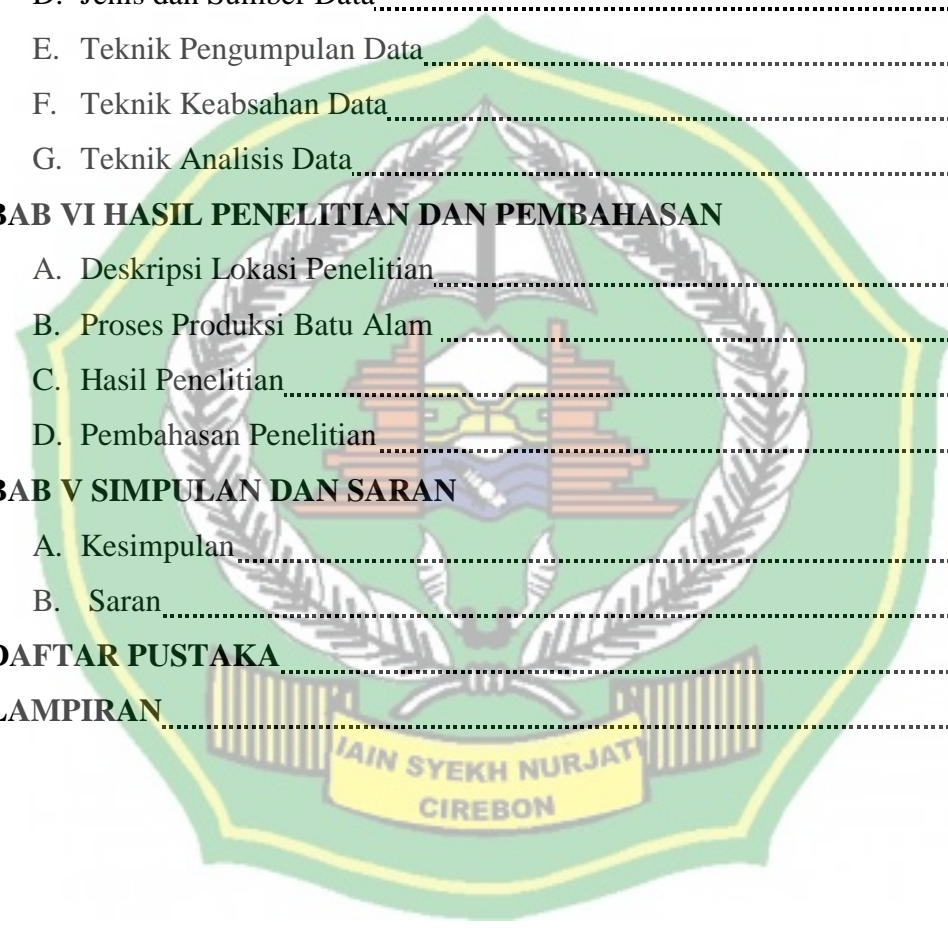 D. Jenis dan Sumber Data
E. Teknik Pengumpulan Data
F. Teknik Keabsahan Data
G. Teknik Analisis Data
BAB VI HASIL PENELITIAN DAN PEMBAHASAN
A. Deskripsi Lokasi Penelitian
B. Proses Produksi Batu Alam
C. Hasil Penelitian
D. Pembahasan Penelitian
BAB V SIMPULAN DAN SARAN
A. Kesimpulan
B. Saran
DAFTAR PUSTAKA
LAMPIRAN
IAIN SYEKH NURJATI
CIREBON